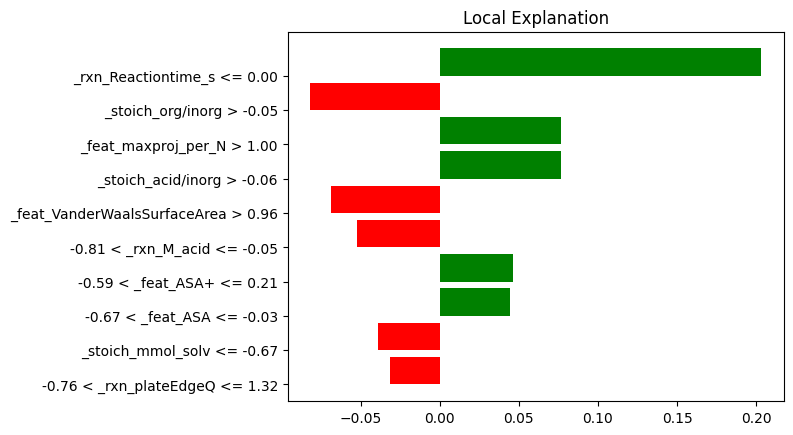 Local Explanation
_rxn_Reactiontime_s <= 0.00
_stoich_org/inorg > -0.05
_feat_maxproj_per_N > 1.00
_stoich_acid/inorg > -0.06
_feat_VanderWaalsSurfaceArea > 0.96
-0.81 < _rxn_M_acid <= -0.05
-0.59 < _feat_ASA+ <= 0.21
-0.67 < _feat_ASA <= -0.03
_stoich_mmol_solv <= -0.67
-0.76 < _rxn_plateEdgeQ <= 1.32
−0.05 0.00 0.05 0.10 0.15 0.20